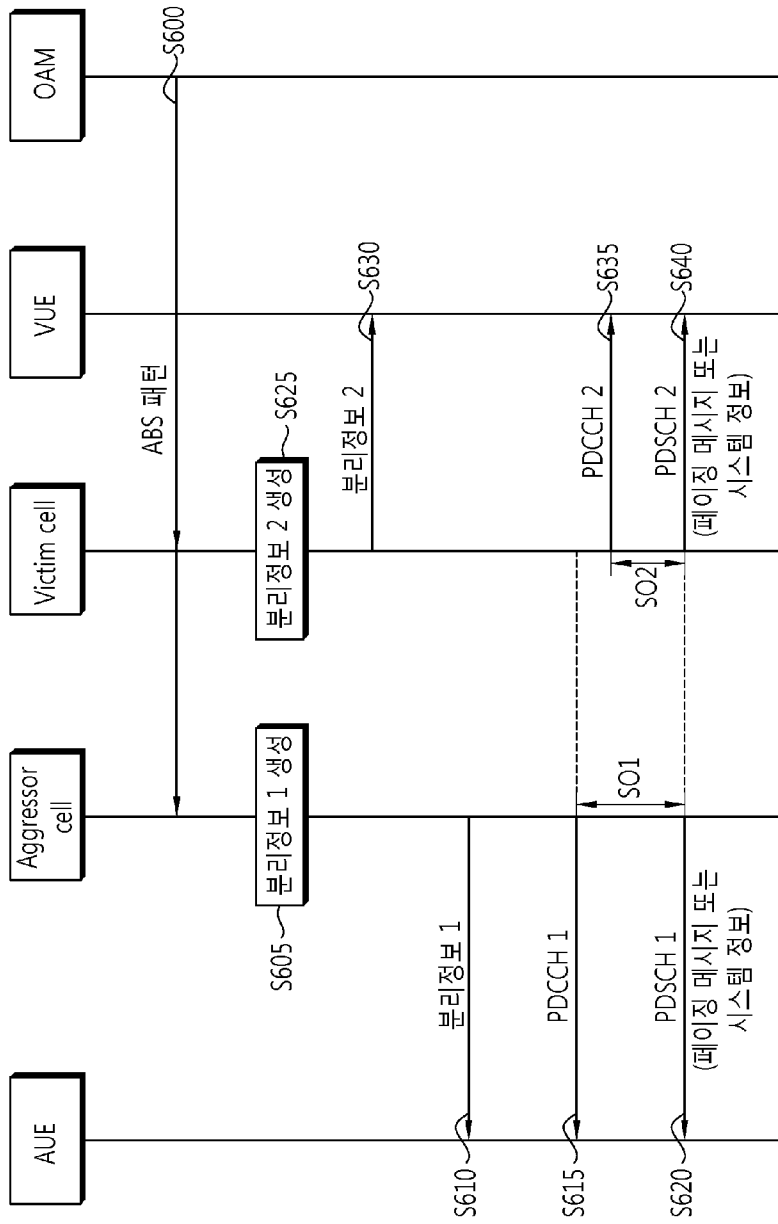 AUE
Aggressor
cell
Victim cell
VUE
OAM
ABS 패턴
S600
S605
분리정보 1 생성
분리정보 2 생성
S625
분리정보 2
S630
분리정보 1
S610
PDCCH 1
S615
SO1
PDCCH 2
S635
SO2
PDSCH 1
(페이징 메시지 또는
시스템 정보)
S620
PDSCH 2
(페이징 메시지 또는
시스템 정보)
S640